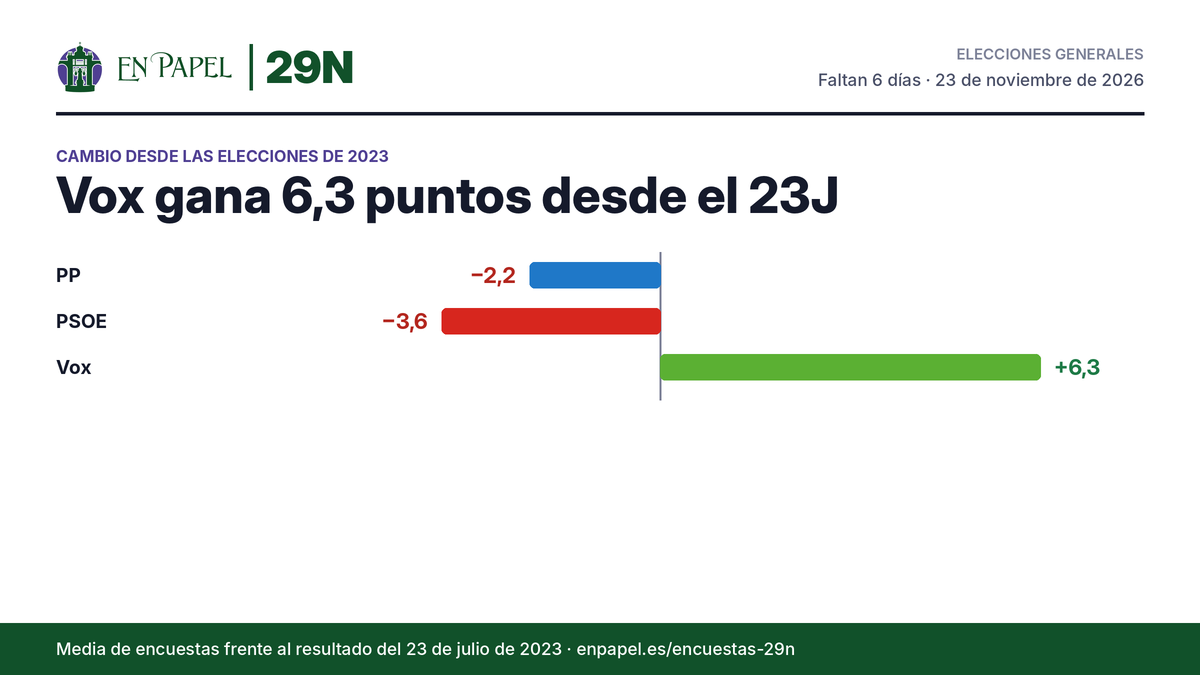 EN PAPEL | 29N
ELECCIONES GENERALES
Faltan 6 días · 23 de noviembre de 2026
CAMBIO DESDE LAS ELECCIONES DE 2023
Vox gana 6,3 puntos desde el 23J
PP −2,2
PSOE −3,6
Vox +6,3
Media de encuestas frente al resultado del 23 de julio de 2023 · enpapel.es/encuestas-29n